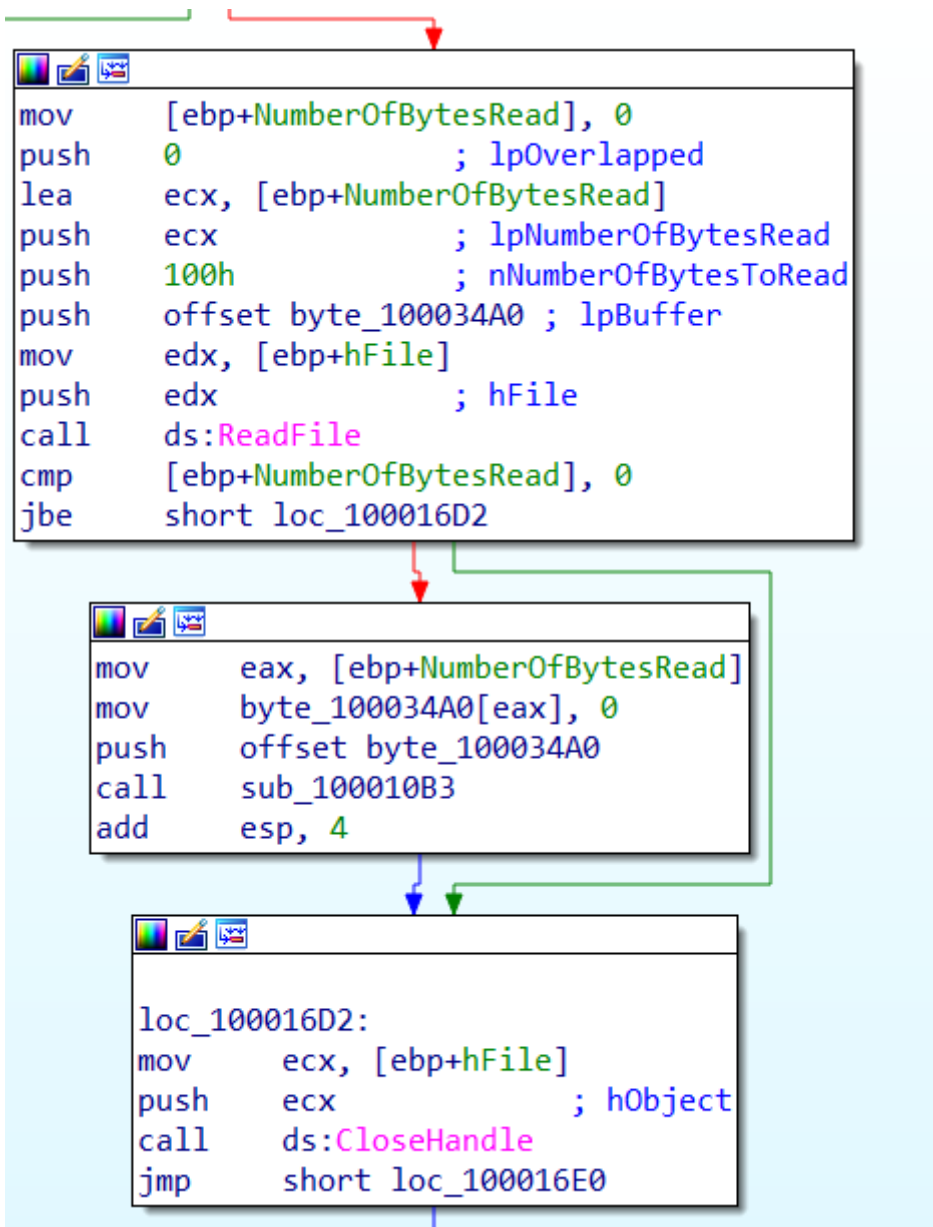 mov [ebp+NumberOfBytesRead], 0
push 0 ; lpOverlapped
lea ecx, [ebp+NumberOfBytesRead]
push ecx ; lpNumberOfBytesRead
push 100h ; nNumberOfBytesToRead
push offset byte_100034A0 ; lpBuffer
mov edx, [ebp+hFile]
push edx ; hFile
call ds:ReadFile
cmp [ebp+NumberOfBytesRead], 0
jbe short loc_100016D2
mov eax, [ebp+NumberOfBytesRead]
mov byte_100034A0[eax], 0
push offset byte_100034A0
call sub_100010B3
add esp, 4
loc_100016D2:
mov ecx, [ebp+hFile]
push ecx ; hObject
call ds:CloseHandle
jmp short loc_100016E0